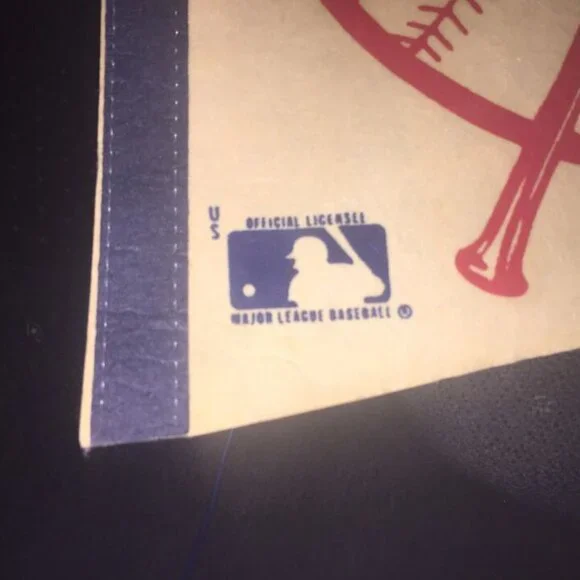 US
OFFICIAL LICENSEE
MAJOR LEAGUE BASEBALL ®